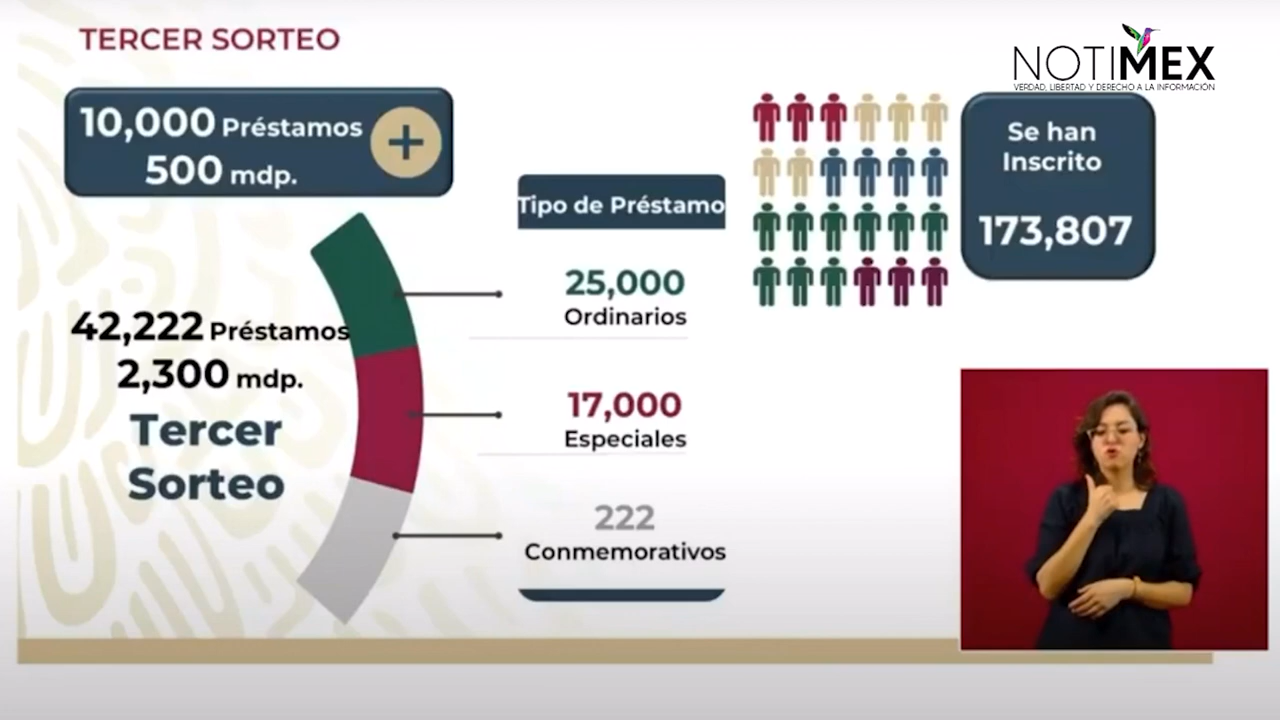 TERCER SORTEO
NOTIMEX
VERDAD, LIBERTAD Y DERECHO A LA INFORMACIÓN
10,000 Préstamos
500 mdp.
+
Se han
Inscrito
173,807
Tipo de Préstamo
25,000
Ordinarios
42,222 Préstamos
2,300 mdp.
Tercer
Sorteo
17,000
Especiales
222
Conmemorativos